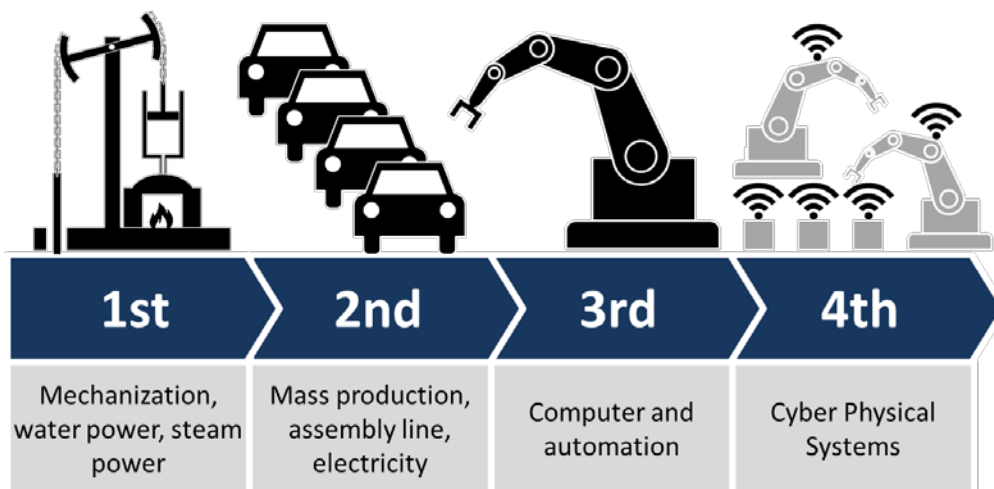 1st
2nd
3rd
4th
Mechanization,
water power, steam
power
Mass production,
assembly line,
electricity
Computer and
automation
Cyber Physical
Systems